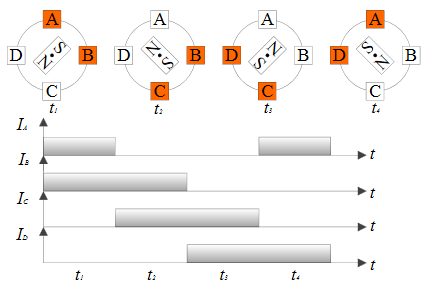 A A A A
D N S B D N S B D S N B D S N B
C C C C
t1 t2 t3 t4
IA
t
IB
IC
t
ID
t
t1 t2 t3 t4